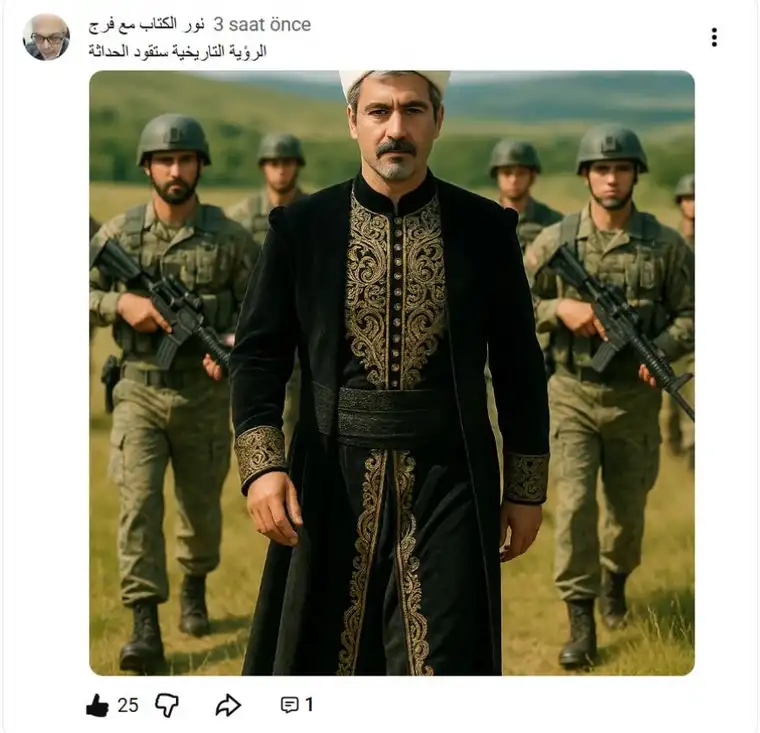 نور الكتاب مع فرج 3 saat önce
الرؤية التاريخية ستقود الحداثة
25 1